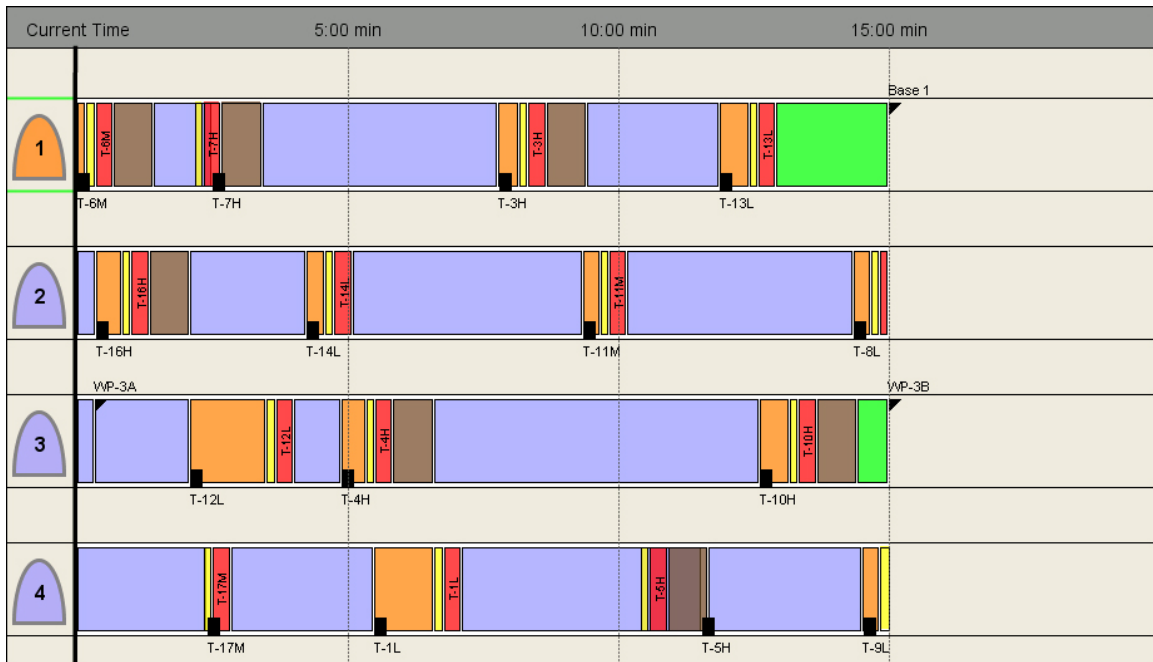 Current Time 5:00 min 10:00 min 15:00 min
Base 1
1 T-6M T-7H T-3H T-13L
T-6M T-7H T-3H T-13L
2 T-16H T-14L T-11M
T-16H T-14L T-11M T-8L
WP-3A WP-3B
3 T-12L T-4H T-10H
T-12L T-4H T-10H
4 T-17M T-1L T-5H
T-17M T-1L T-5H T-9L